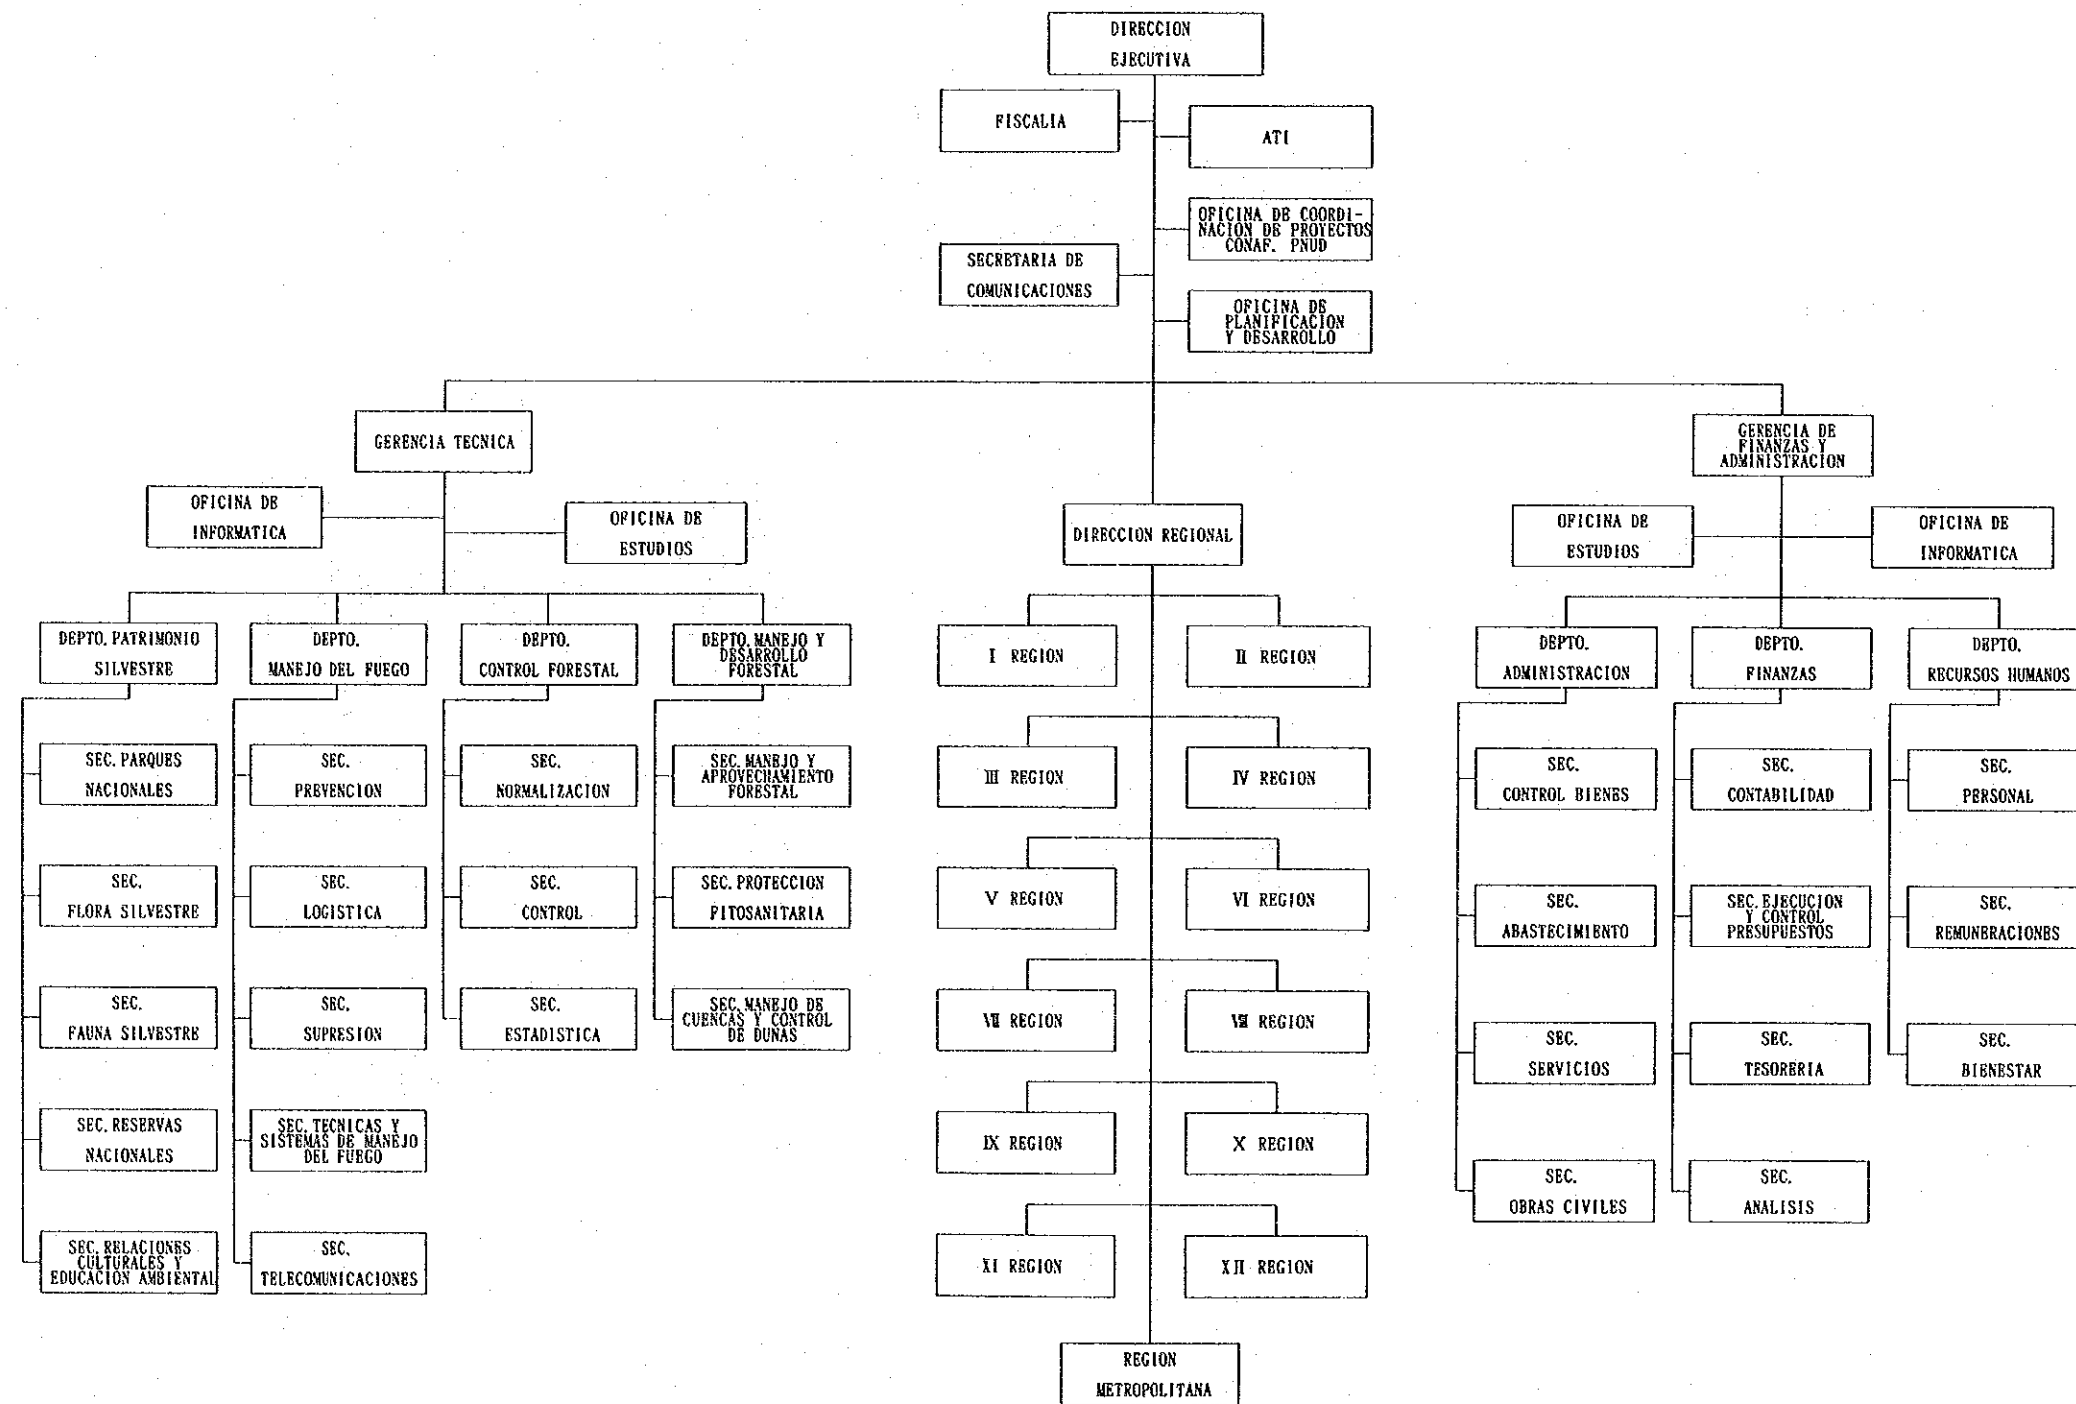 DIRECCION
EJECUTIVA
FISCALIA
ATI
OFICINA DE COORDI-
NACION DE PROYECTOS
CONAF. PNUD
SECRETARIA DE
COMUNICACIONES
OFICINA DE
PLANIFICACION
Y DESARROLLO
GERENCIA TECNICA
GERENCIA DE
FINANZAS Y
ADMINISTRACION
OFICINA DE
INFORMATICA
OFICINA DE
ESTUDIOS
DIRECCION REGIONAL
OFICINA DE
ESTUDIOS
OFICINA DE
INFORMATICA
DEPTO. PATRIMONIO
SILVESTRE
DEPTO.
MANEJO DEL FUEGO
DEPTO.
CONTROL FORESTAL
DEPTO. MANEJO Y
DESARROLLO
FORESTAL
I REGION
II REGION
DEPTO.
ADMINISTRACION
DEPTO.
FINANZAS
DEPTO.
RECURSOS HUMANOS
SEC. PARQUES
NACIONALES
SEC.
PREVENCION
SEC.
NORMALIZACION
SEC. MANEJO Y
APROVECHAMIENTO
FORESTAL
III REGION
IV REGION
SEC.
CONTROL BIENES
SEC.
CONTABILIDAD
SEC.
PERSONAL
SEC.
FLORA SILVESTRE
SEC.
LOGISTICA
SEC.
CONTROL
SEC. PROTECCION
FITOSANITARIA
V REGION
VI REGION
SEC.
ABASTECIMIENTO
SEC. EJECUCION
Y CONTROL
PRESUPUESTOS
SEC.
REMUNERACIONES
SEC.
FAUNA SILVESTRE
SEC.
SUPRESION
SEC.
ESTADISTICA
SEC. MANEJO DE
CUENCAS Y CONTROL
DE DUNAS
VII REGION
VIII REGION
SEC.
SERVICIOS
SEC.
TESORERIA
SEC.
BIENESTAR
SEC. RESERVAS
NACIONALES
SEC. TECNICAS Y
SISTEMAS DE MANEJO
DEL FUEGO
IX REGION
X REGION
SEC.
OBRAS CIVILES
SEC.
ANALISIS
SEC. RELACIONES
CULTURALES Y
EDUCACION AMBIENTAL
SEC.
TELECOMUNICACIONES
XI REGION
XII REGION
REGION
METROPOLITANA